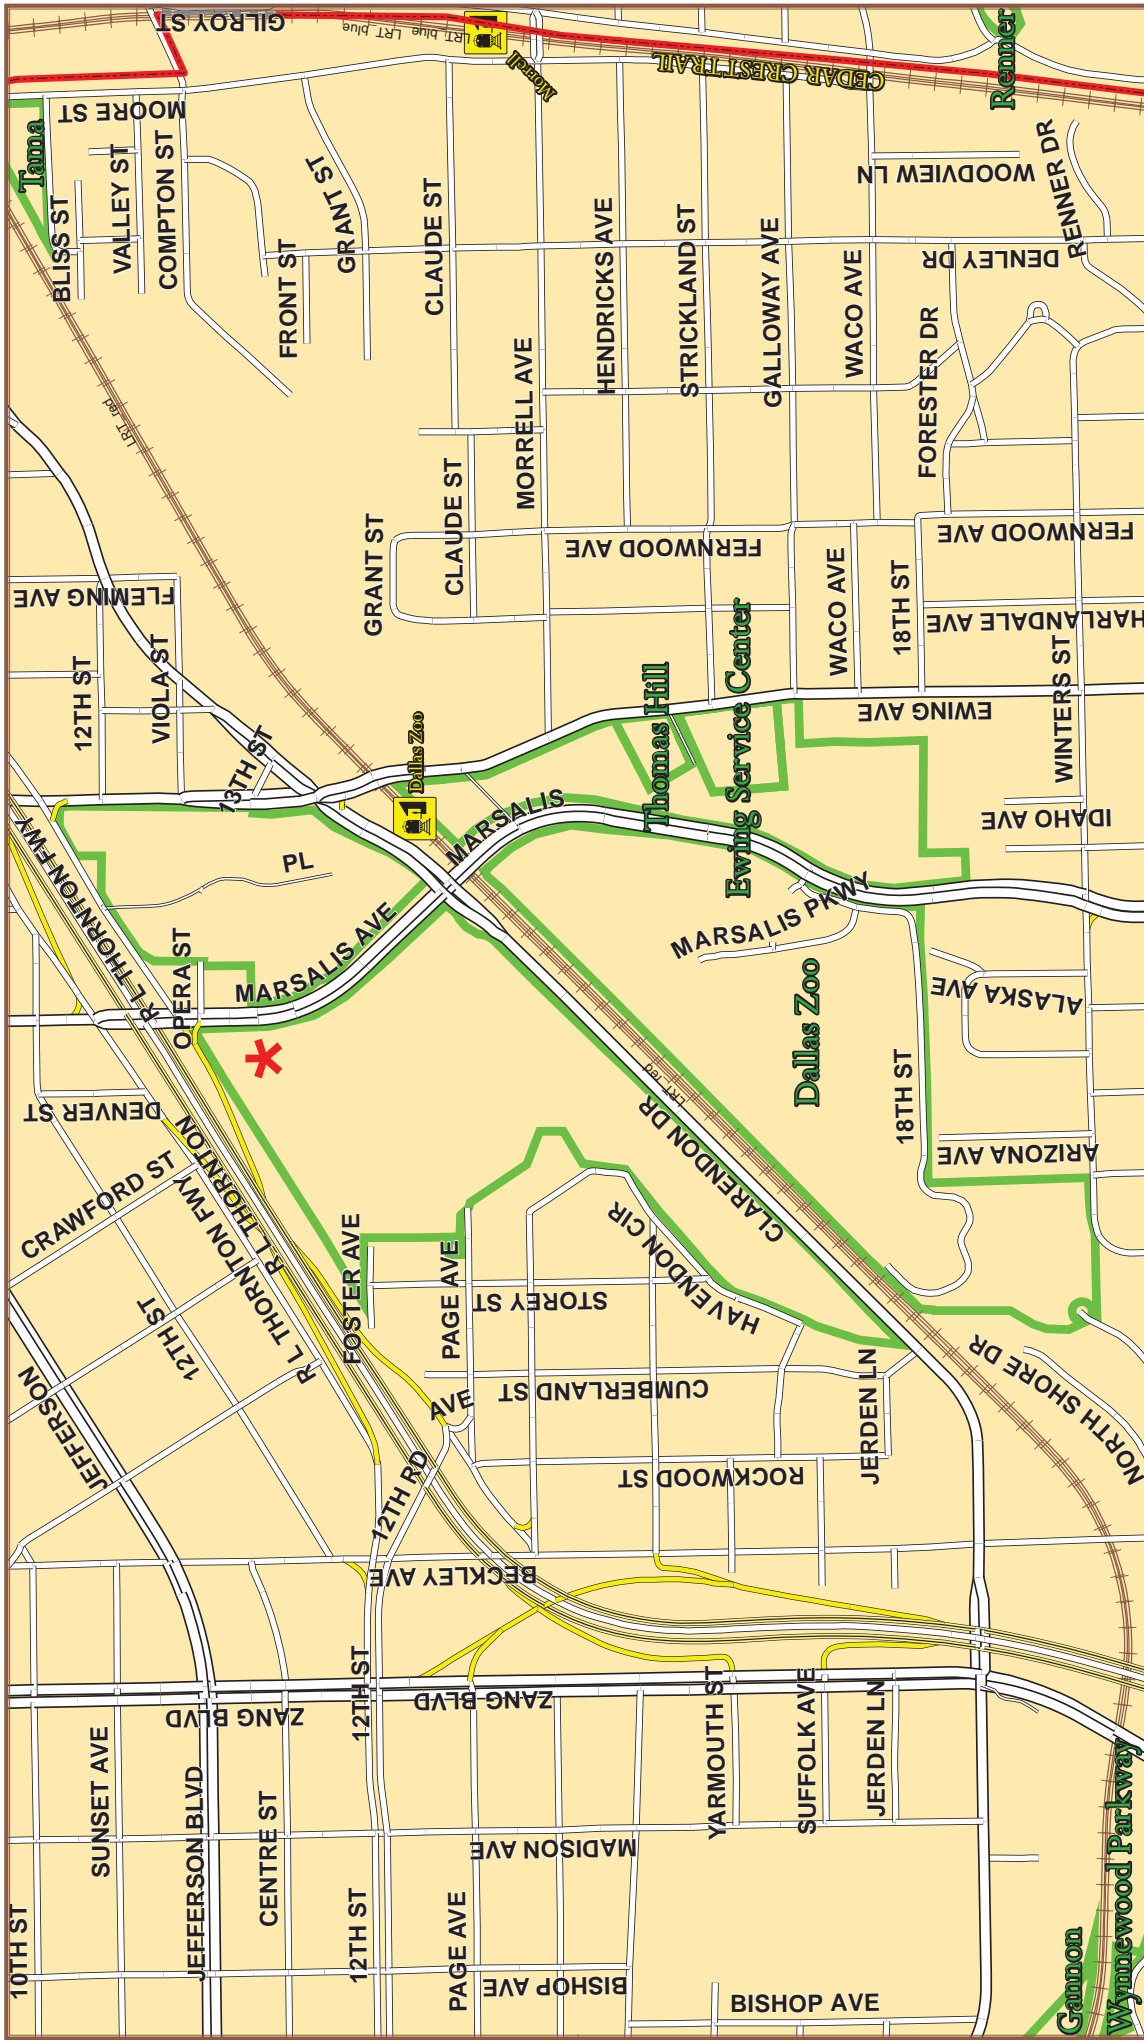 GILROY ST
LRT blue
LRT blue
LRT
1
Morrell
CEDAR CREST TRAIL
Renner
MOORE ST
Tama
BLISS ST
VALLEY ST
COMPTON ST
GRANT ST
FRONT ST
CLAUDE ST
HENDRICKS AVE
STRICKLAND ST
GALLOWAY AVE
WACO AVE
WOODVIEW LN
RENNER DR
DENLEY DR
FORESTER DR
MORRELL AVE
LRT red
CLAUDE ST
GRANT ST
FERNWOOD AVE
FERNWOOD AVE
FLEMING AVE
WACO AVE
18TH ST
HARLANDALE AVE
12TH ST
VIOLA ST
13TH ST
Dallas Zoo
1
Thomas Hill
Ewing Service Center
EWING AVE
WINTERS ST
IDAHO AVE
MARSALIS
R L THORNTON FWY
PL
MARSALIS AVE
OPERA ST
MARSALIS PKWY
Dallas Zoo
ALASKA AVE
18TH ST
ARIZONA AVE
LRT red
CLARENDON DR
DENVER ST
CRAWFORD ST
R L THORNTON
R L THORNTON FWY
12TH ST
FOSTER AVE
PAGE AVE
STOREY ST
HAVENDON CIR
CUMBERLAND ST
AVE
JERDEN LN
NORTH SHORE DR
JEFFERSON
12TH RD
ROCKWOOD ST
BECKLEY AVE
ZANG BLVD
12TH ST
ZANG BLVD
YARMOUTH ST
SUFFOLK AVE
JERDEN LN
SUNSET AVE
JEFFERSON BLVD
CENTRE ST
MADISON AVE
10TH ST
12TH ST
PAGE AVE
BISHOP AVE
BISHOP AVE
Gannon
Wynnewood Parkway